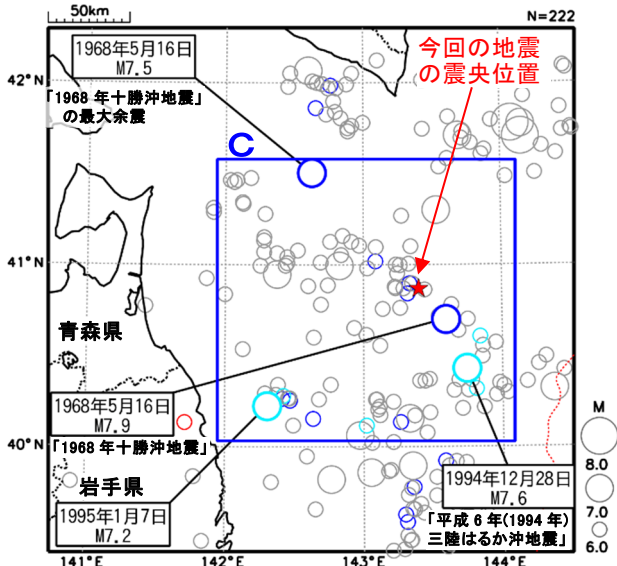 50km
N=222
1968年5月16日
M7.5
「1968 年十勝沖地震」
の最大余震
今回の地震
の震央位置
C
42°N
41°N
40°N
青森県
1968年5月16日
M7.9
「1968 年十勝沖地震」
岩手県
1995年1月7日
M7.2
1994年12月28日
M7.6
「平成 6 年(1994 年)
三陸はるか沖地震」
M
8.0
7.0
6.0
141°E
142°E
143°E
144°E